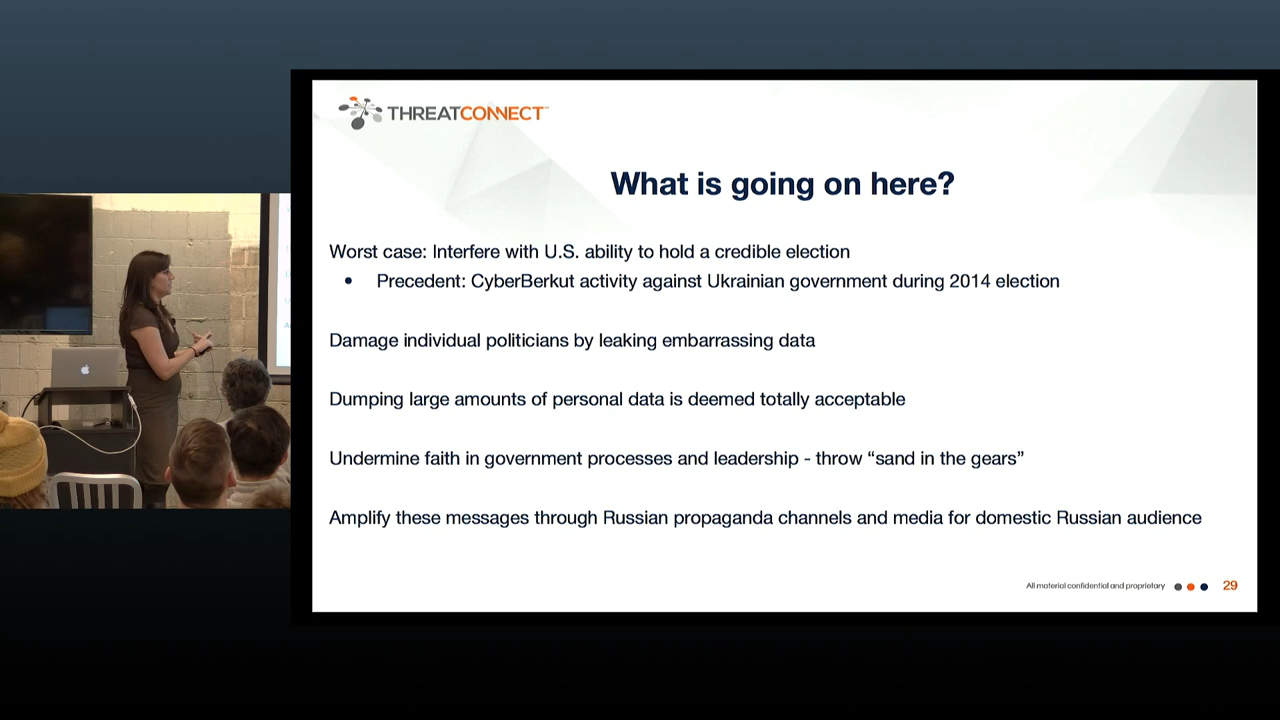 THREATCONNECT™
What is going on here?
Worst case: Interfere with U.S. ability to hold a credible election
• Precedent: CyberBerkut activity against Ukrainian government during 2014 election
Damage individual politicians by leaking embarrassing data
Dumping large amounts of personal data is deemed totally acceptable
Undermine faith in government processes and leadership - throw “sand in the gears”
Amplify these messages through Russian propaganda channels and media for domestic Russian audience
All material confidential and proprietary
29